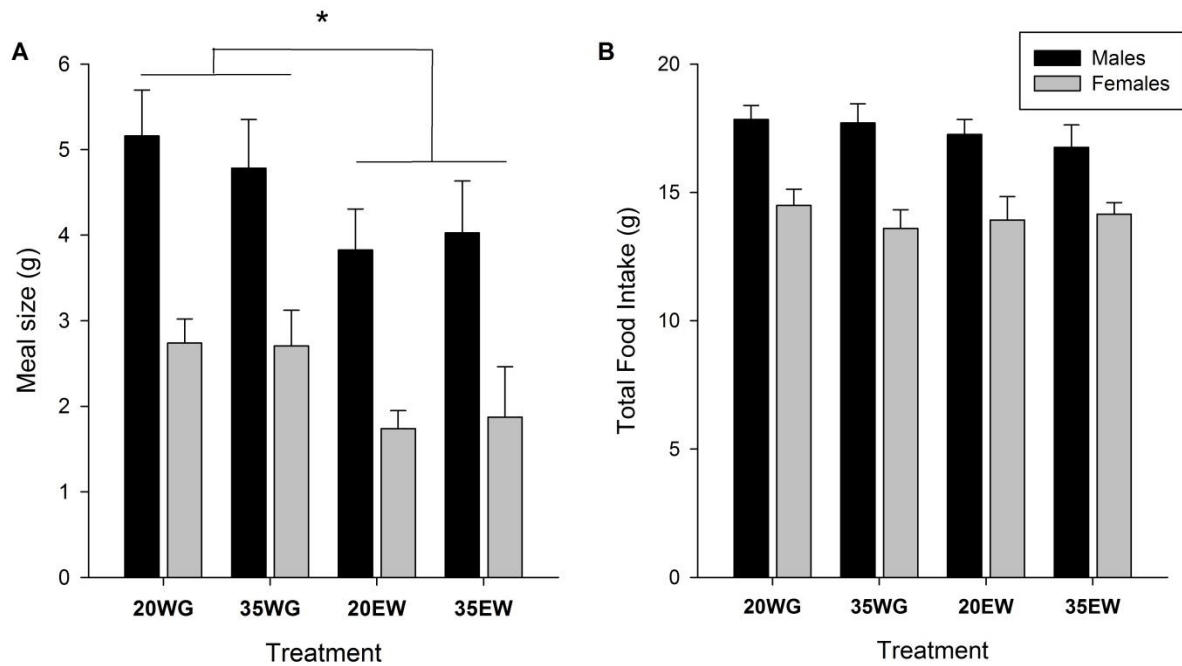 *
A
6
5
4
3
2
1
0
Meal size (g)
20WG 35WG 20EW 35EW
Treatment
B
Males
Females
20
15
10
5
0
Total Food Intake (g)
20WG 35WG 20EW 35EW
Treatment